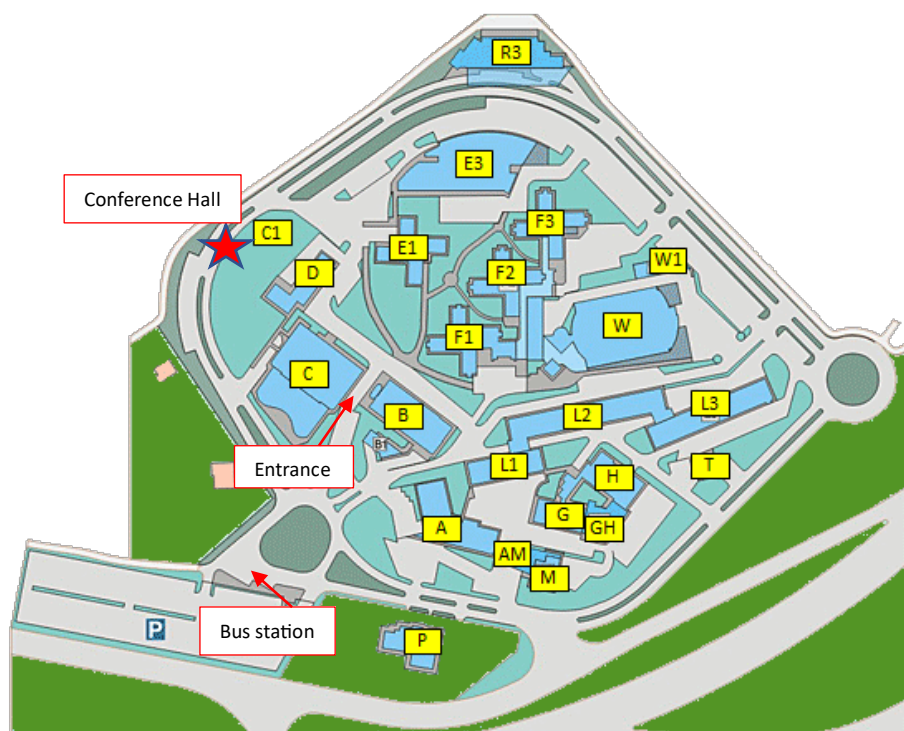 R3
E3
Conference Hall
F3
C1
E1
W1
D
F2
W
F1
C
B
L2
L3
B1
Entrance
L1
T
H
G
A
GH
AM
M
Bus station
P
P